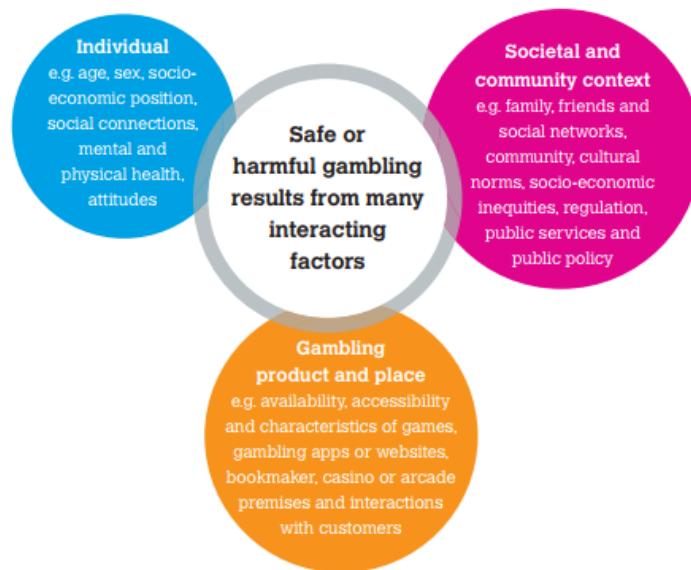 Individual
e.g. age, sex, socio-
economic position,
social connections,
mental and
physical health,
attitudes
Safe or
harmful gambling
results from many
interacting
factors
Societal and
community context
e.g. family, friends and
social networks,
community, cultural
norms, socio-economic
inequities, regulation,
public services and
public policy
Gambling
product and place
e.g. availability, accessibility
and characteristics of games,
gambling apps or websites,
bookmaker, casino or arcade
premises and interactions
with customers